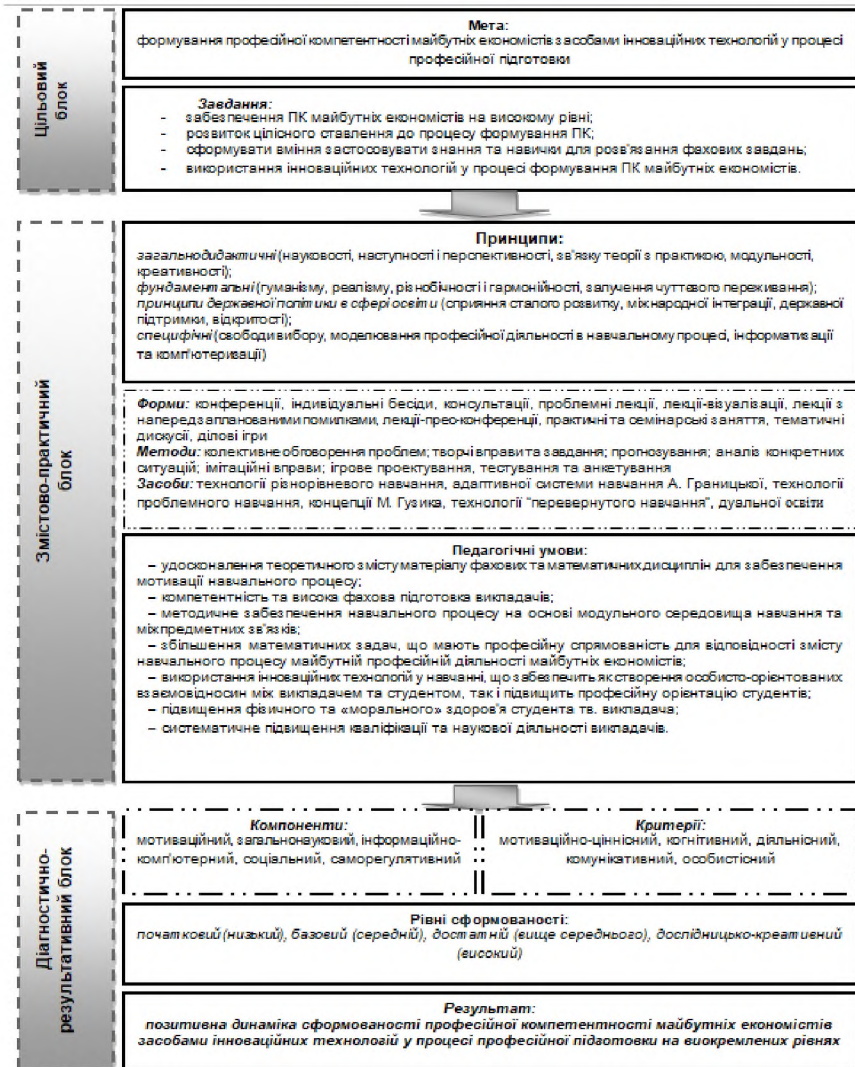 Цільовий
блок
Мета:
формування професійної компетентності майбутніх економістів засобами інноваційних технологій у процесі
професійної підготовки
Завдання:
- забезпечення ПК майбутніх економістів на високому рівні;
- розвиток цілісного ставлення до процесу формування ПК;
- сформувати вміння застосовувати знання та навички для розв'язання фахових завдань;
- використання інноваційних технологій у процесі формування ПК майбутніх економістів.
Змістово-практичний
блок
Принципи:
загальнодидактичні (науковості, наступності і перспективності, зв'язку теорії з практикою, модульності,
креативності);
фундаментальні (гуманізму, реалізму, різнобічності і гармонійності, залучення чуттєвого переживання);
принципи державної політики в сфері освіти (сприяння сталого розвитку, міжнародної інтеграції, державної
підтримки, відкритості);
специфічні (свободи вибору, моделювання професійної діяльності в навчальному процесі, інформатизації
та комп'ютеризації)
Форми: конференції, індивідуальні бесіди, консультації, проблемні лекції, лекції-візуалізації, лекції з
наперед запланованими помилками, лекції-прес-конференції, практичні та семінарські заняття, тематичні
дискусії, ділові ігри
Методи: колективне обговорення проблем; творчі вправи та завдання; прогнозування; аналіз конкретних
ситуацій; імітаційні вправи; ігрове проектування, тестування та анкетування
Засоби: технології різнорівневого навчання, адаптивної системи навчання А. Границької, технології
проблемного навчання, концепції М. Гузика, технології "перевернутого навчання", дуальної освіти
Педагогічні умови:
– удосконалення теоретичного змісту матеріалу фахових та математичних дисциплін для забезпечення
мотивації навчального процесу;
– компетентність та висока фахова підготовка викладачів;
– методичне забезпечення навчального процесу на основі модульного середовища навчання та
міжпредметних зв'язків;
– збільшення математичних задач, що мають професійну спрямованість для відповідності змісту
навчального процесу майбутній професійній діяльності майбутніх економістів;
– використання інноваційних технологій у навчанні, що забезпечить як створення особисто-орієнтованих
взаємовідносин між викладачем та студентом, так і підвищить професійну орієнтацію студентів;
– підвищення фізичного та «морального» здоров'я студента тв. викладача;
– систематичне підвищення кваліфікації та наукової діяльності викладачів.
Діагностично-
результативний блок
Компоненти:
мотиваційний, загальнонауковий, інформаційно-
комп'ютерний, соціальний, саморегулятивний
Критерії:
мотиваційно-ціннісний, когнітивний, діяльнісний,
комунікативний, особистісний
Рівні сформованості:
початковий (низький), базовий (середній), достатній (вище середнього), дослідницько-креативний
(високий)
Результат:
позитивна динаміка сформованості професійної компетентності майбутніх економістів
засобами інноваційних технологій у процесі професійної підготовки на виокремлених рівнях